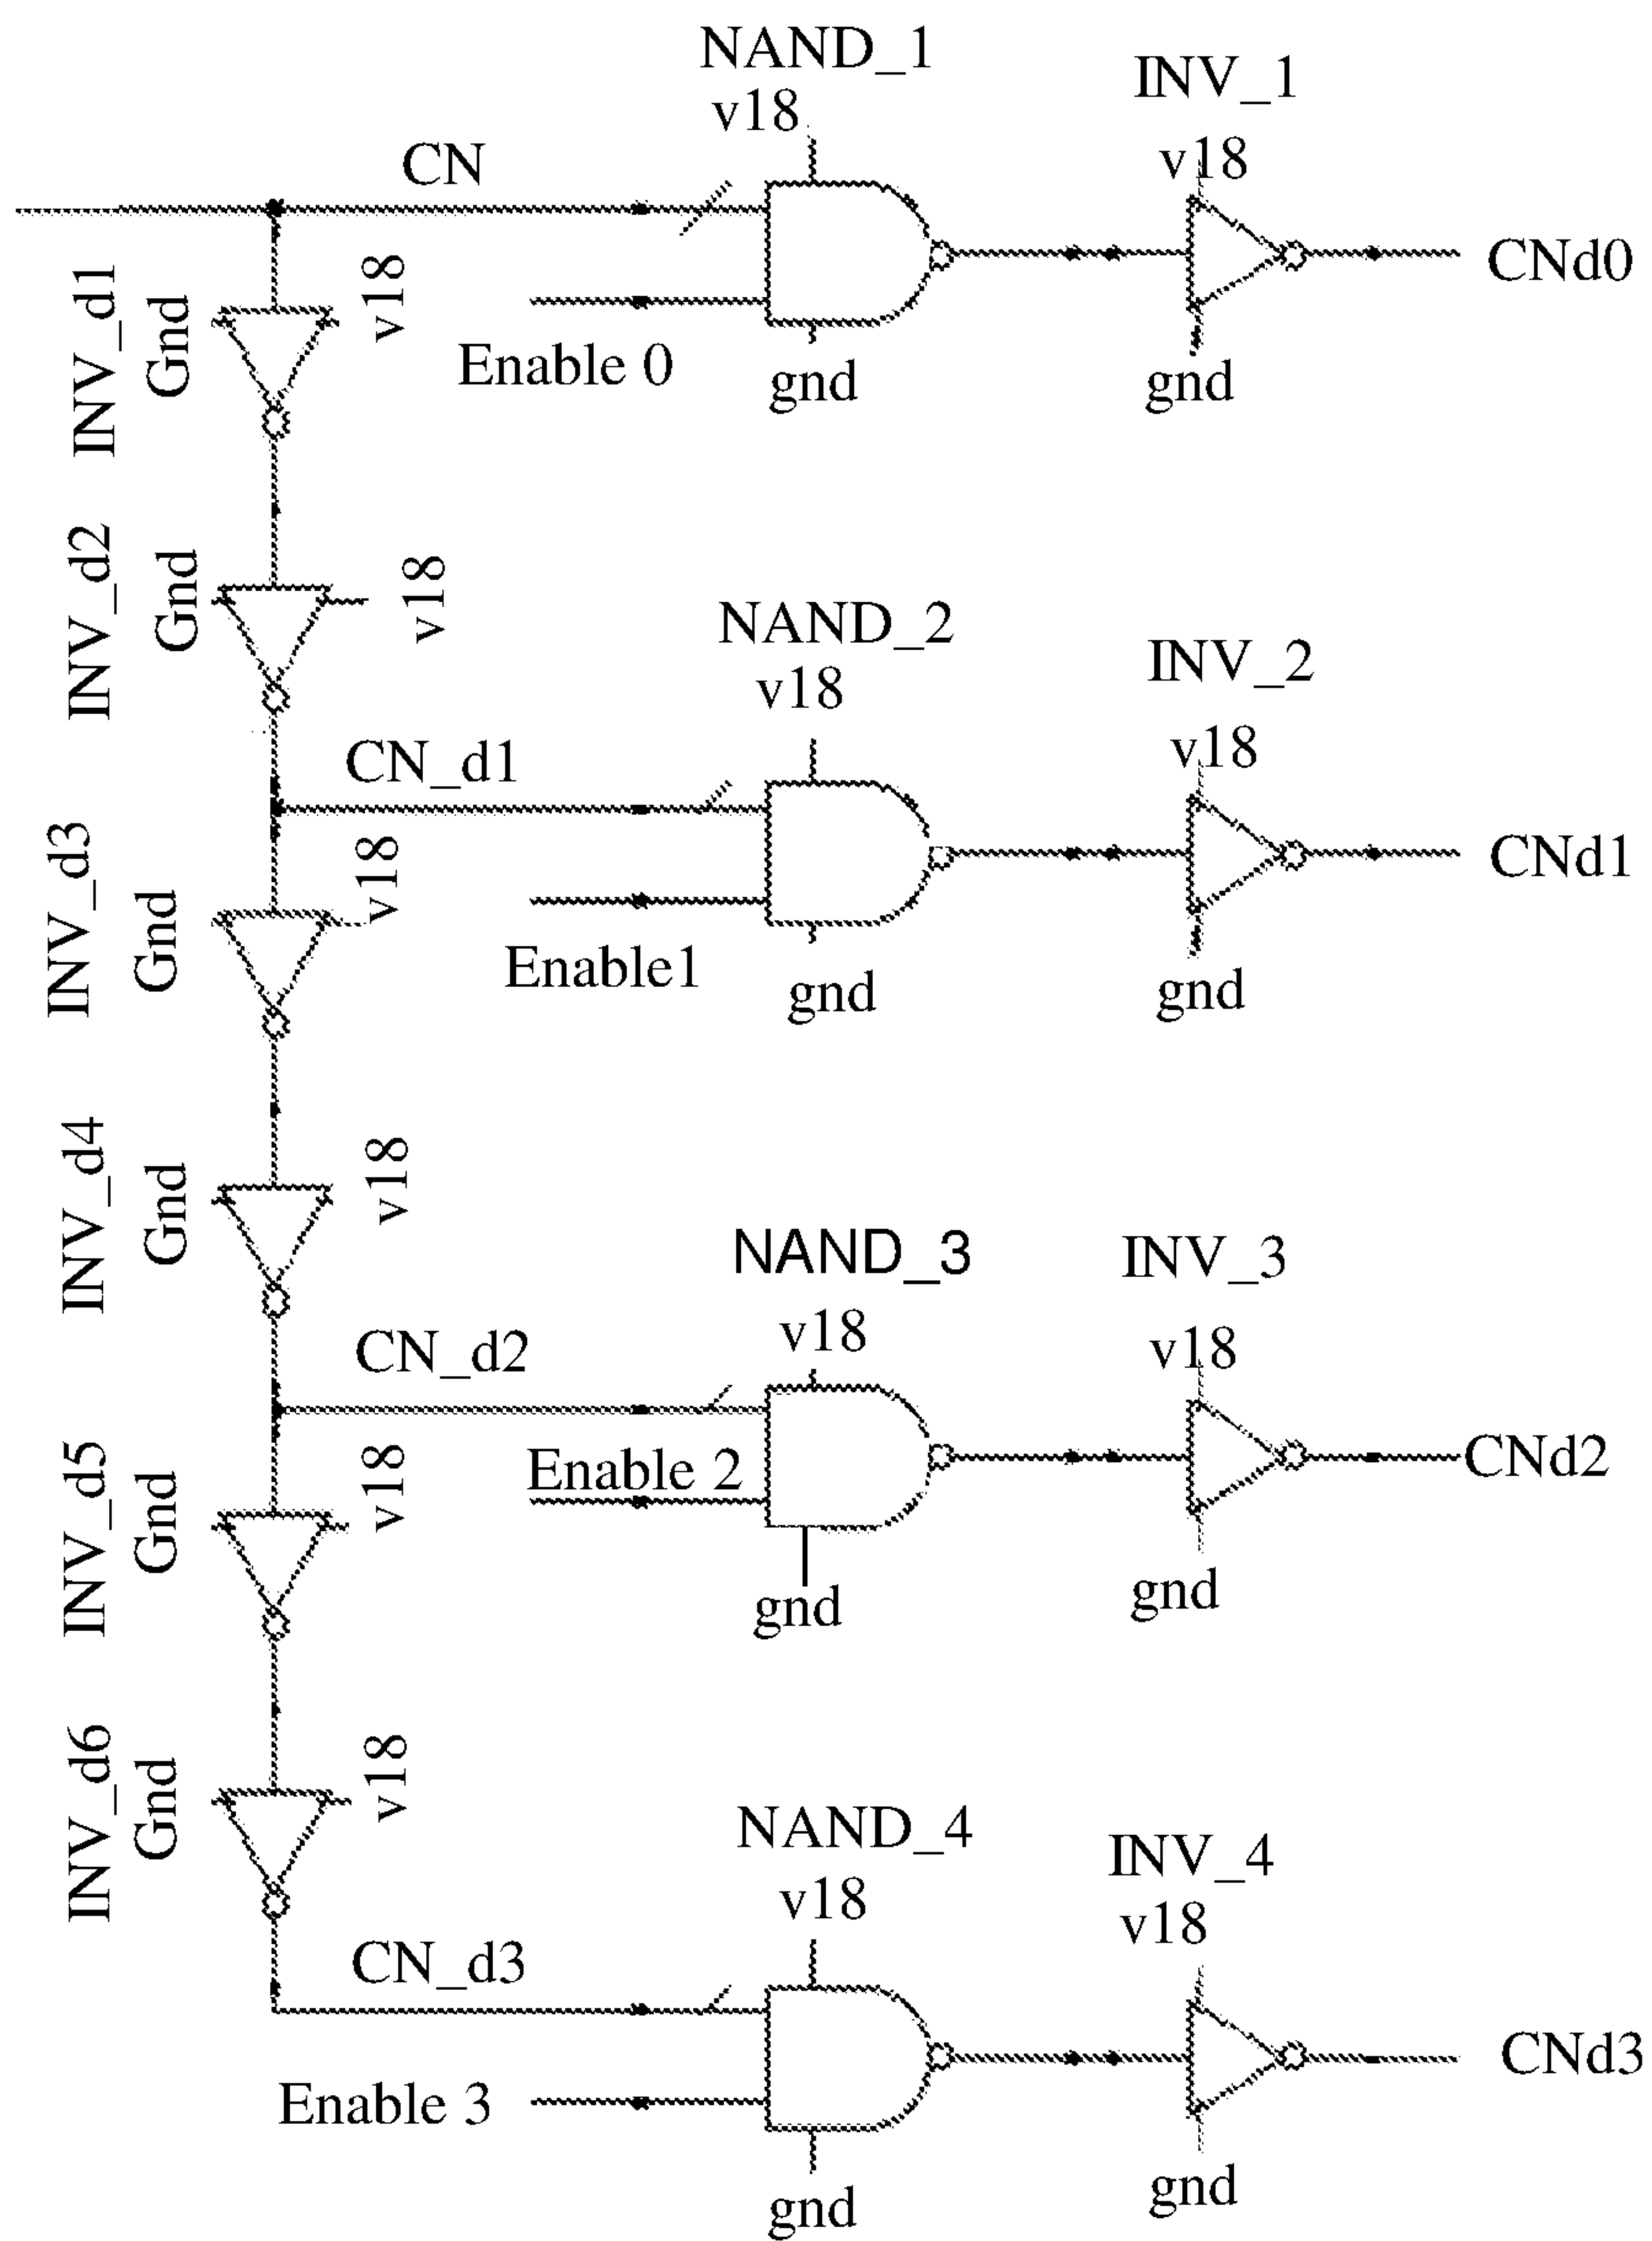 NAND_1
v18
INV_1
v18
CN
CNd0
INV_d1
Gnd
v18
Enable 0
gnd
gnd
INV_d2
Gnd
v18
NAND_2
v18
INV_2
v18
CN_d1
CNd1
INV_d3
Gnd
v18
Enable1
gnd
gnd
INV_d4
Gnd
v18
NAND_3
v18
INV_3
v18
CN_d2
CNd2
INV_d5
Gnd
v18
Enable 2
gnd
gnd
INV_d6
Gnd
v18
NAND_4
v18
INV_4
v18
CN_d3
CNd3
Enable 3
gnd
gnd